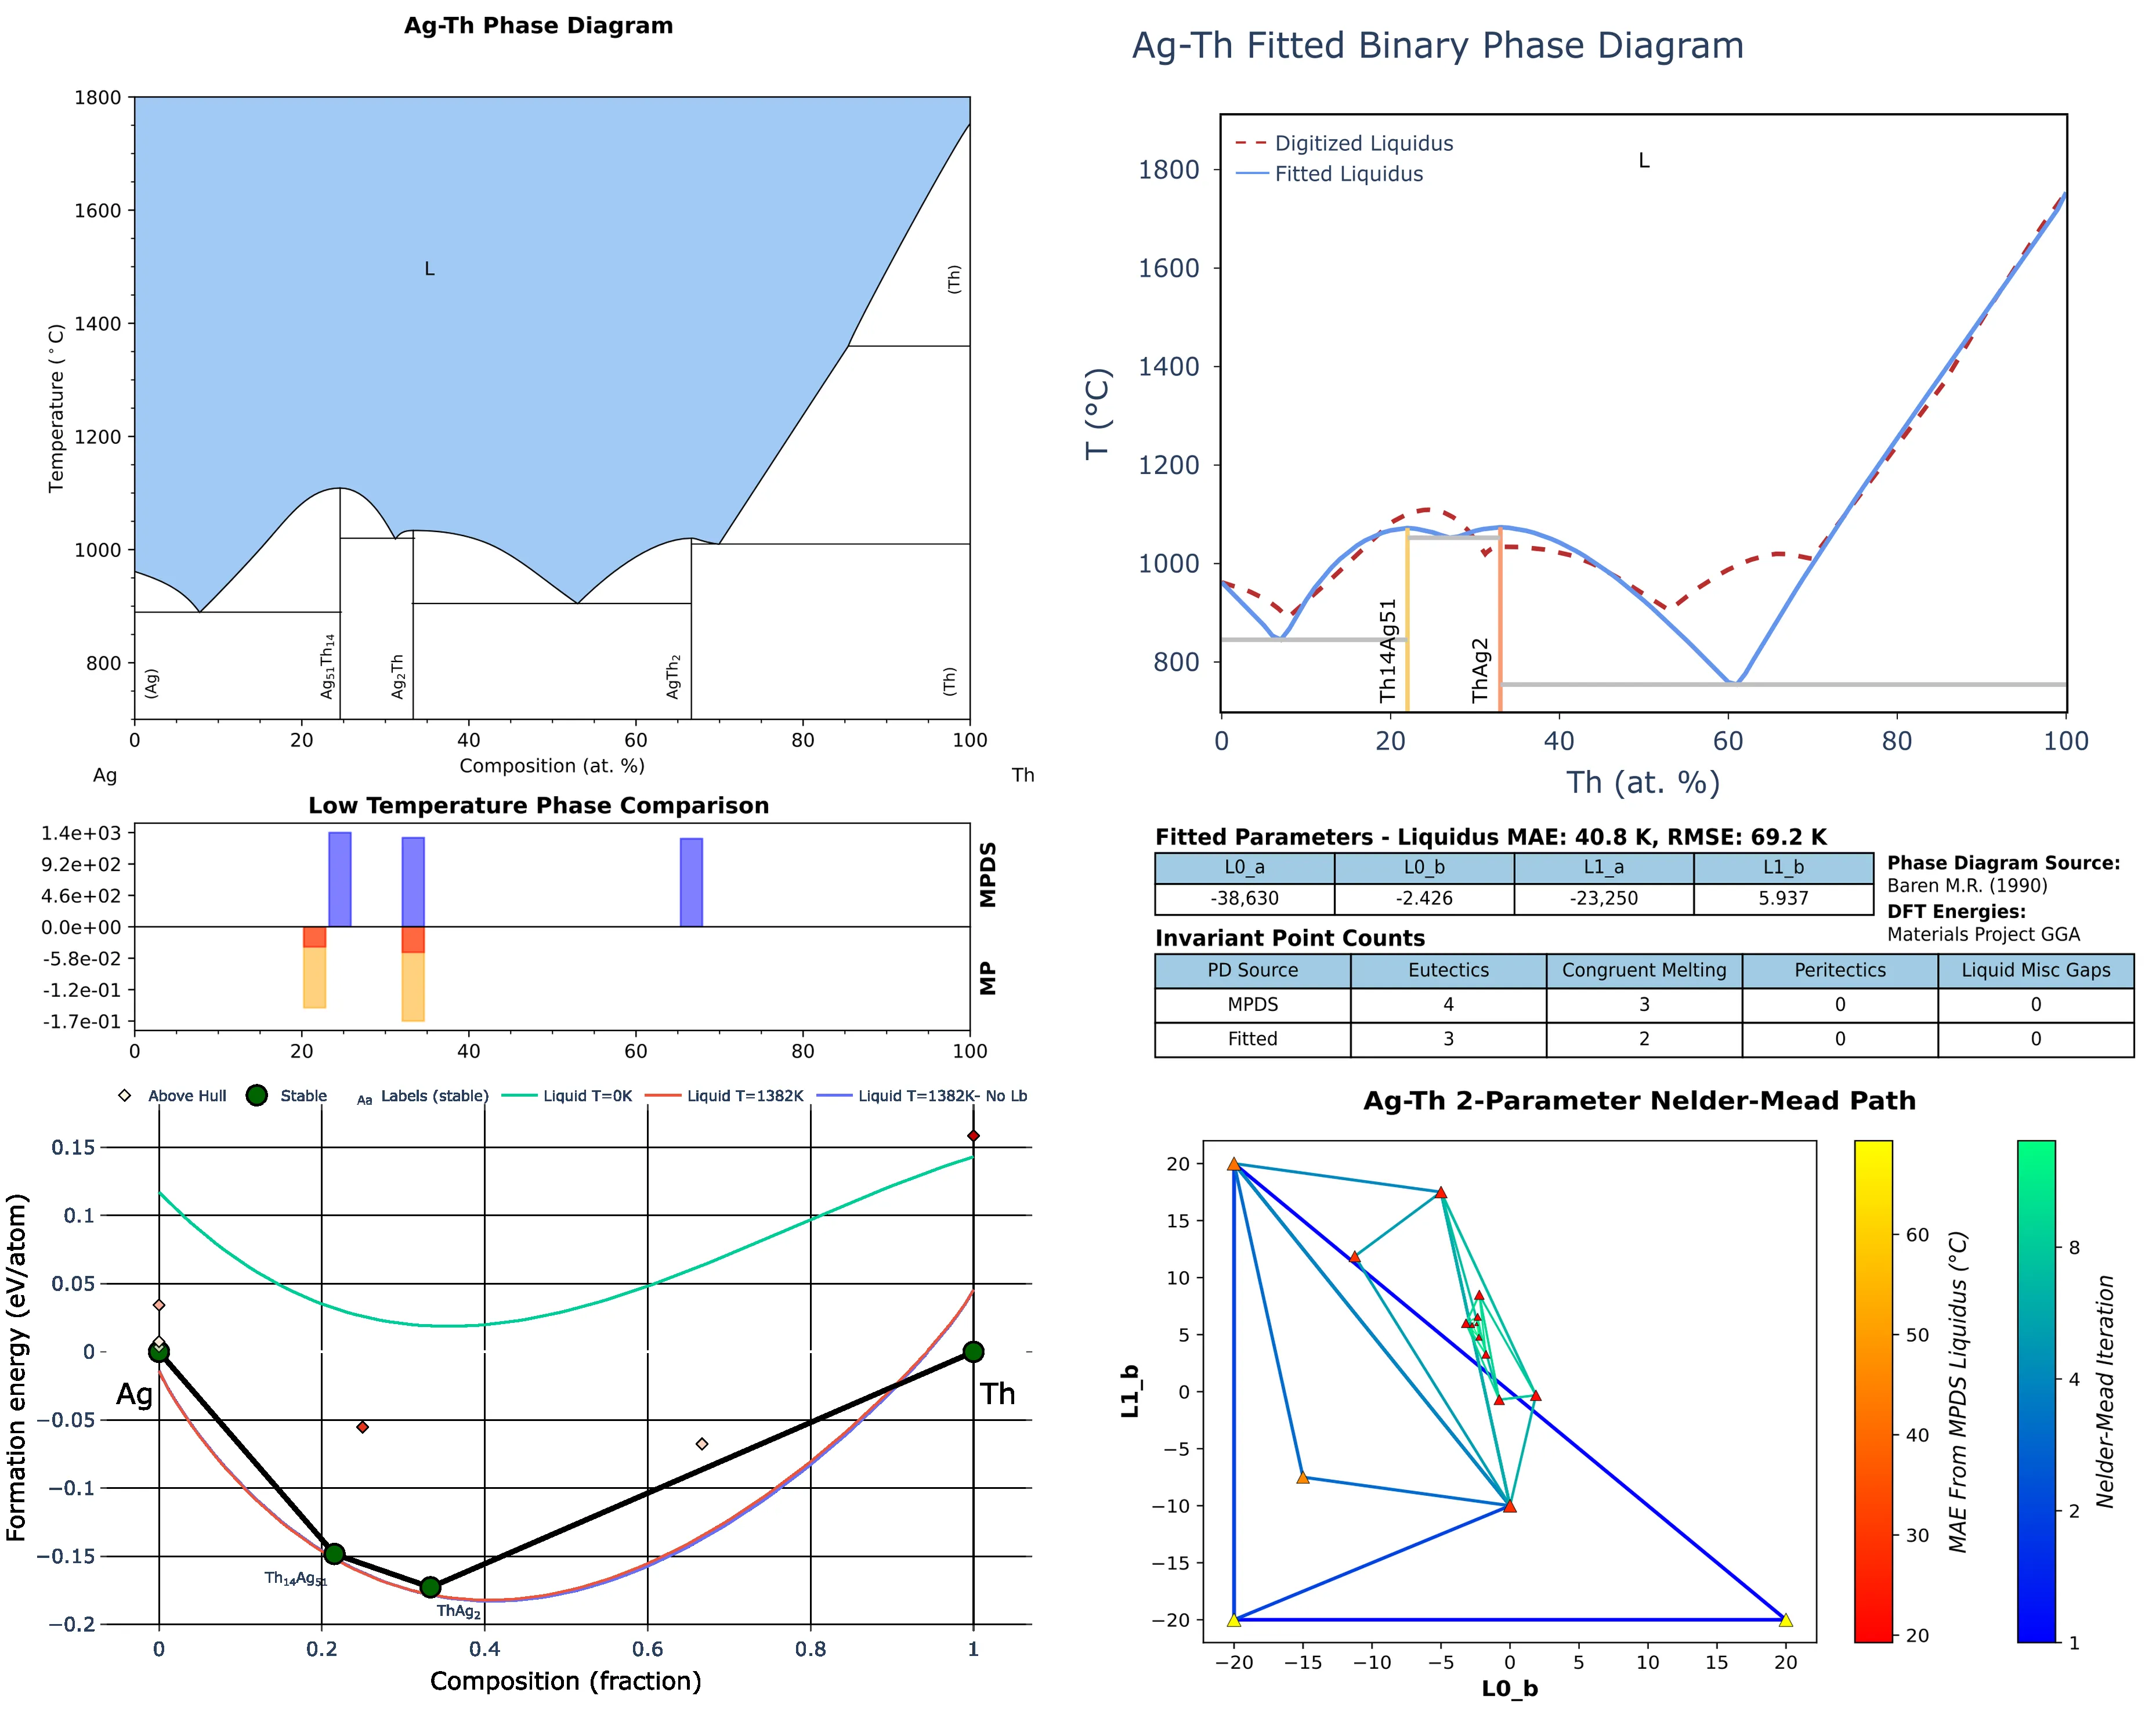 Ag-Th Phase Diagram
1800
1600
1400
1200
1000
800
Temperature (°C)
L
(Th)
(Ag)
Ag51Th14
Ag2Th
AgTh2
(Th)
0 20 40 60 80 100
Composition (at. %)
Ag Th
Low Temperature Phase Comparison
1.4e+03
9.2e+02
4.6e+02
0.0e+00
-5.8e-02
-1.2e-01
-1.7e-01
MPDS
MP
0 20 40 60 80 100
Above Hull Stable Aa Labels (stable) Liquid T=0K Liquid T=1382K Liquid T=1382K- No Lb
0.15
0.1
0.05
0
−0.05
−0.1
−0.15
−0.2
Formation energy (eV/atom)
Ag
Th
Th14Ag51
ThAg2
0 0.2 0.4 0.6 0.8 1
Composition (fraction)
Ag-Th Fitted Binary Phase Diagram
Digitized Liquidus
Fitted Liquidus
L
1800
1600
1400
1200
1000
800
T (°C)
Th14Ag51
ThAg2
0 20 40 60 80 100
Th (at. %)
Fitted Parameters - Liquidus MAE: 40.8 K, RMSE: 69.2 K
L0_a L0_b L1_a L1_b
-38,630 -2.426 -23,250 5.937
Phase Diagram Source:
Baren M.R. (1990)
DFT Energies:
Materials Project GGA
Invariant Point Counts
PD Source Eutectics Congruent Melting Peritectics Liquid Misc Gaps
MPDS 4 3 0 0
Fitted 3 2 0 0
Ag-Th 2-Parameter Nelder-Mead Path
20
15
10
5
0
−5
−10
−15
−20
L1_b
−20 −15 −10 −5 0 5 10 15 20
L0_b
60
50
40
30
20
MAE From MPDS Liquidus (°C)
8
4
2
1
Nelder-Mead Iteration